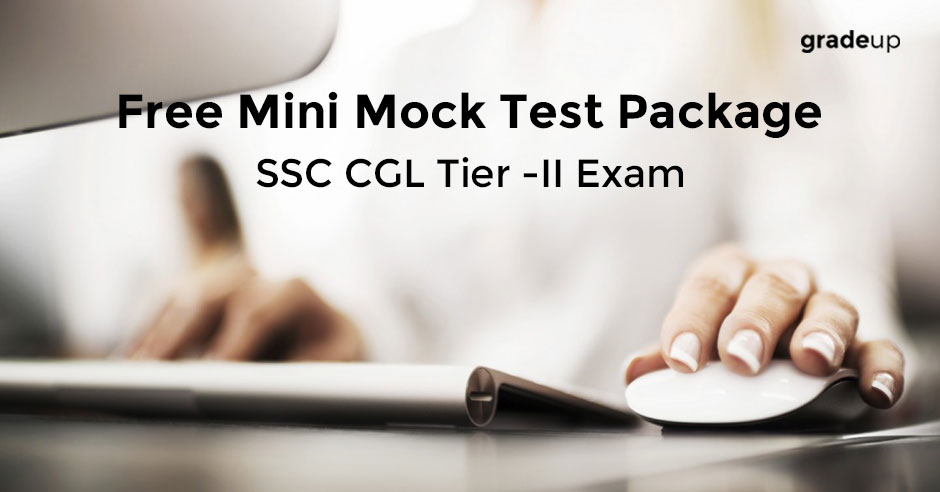 gradeup
Free Mini Mock Test Package
SSC CGL Tier -II Exam